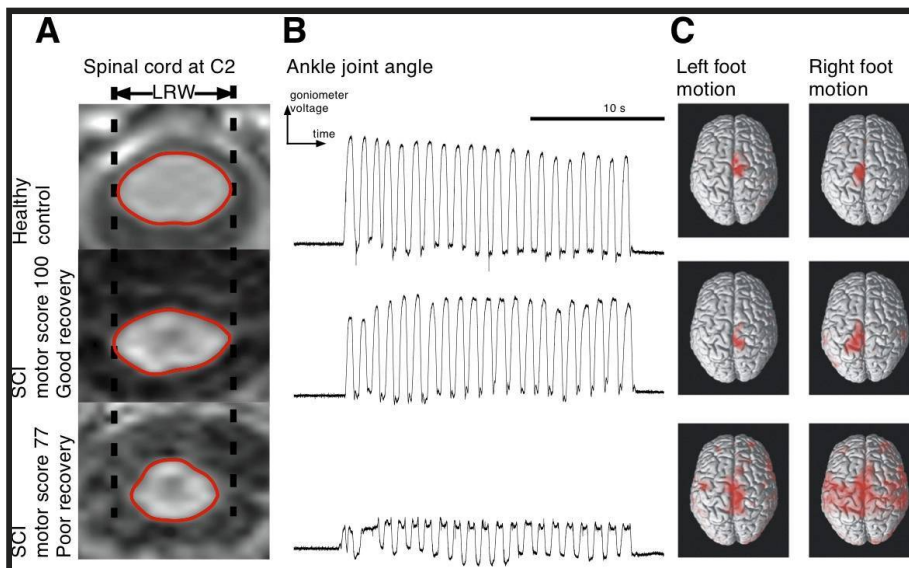 A
B
C
Spinal cord at C2
LRW
Ankle joint angle
goniometer
voltage
time
10 s
Left foot
motion
Right foot
motion
Healthy
control
SCI
motor score 100
Good recovery
SCI
motor score 77
Poor recovery